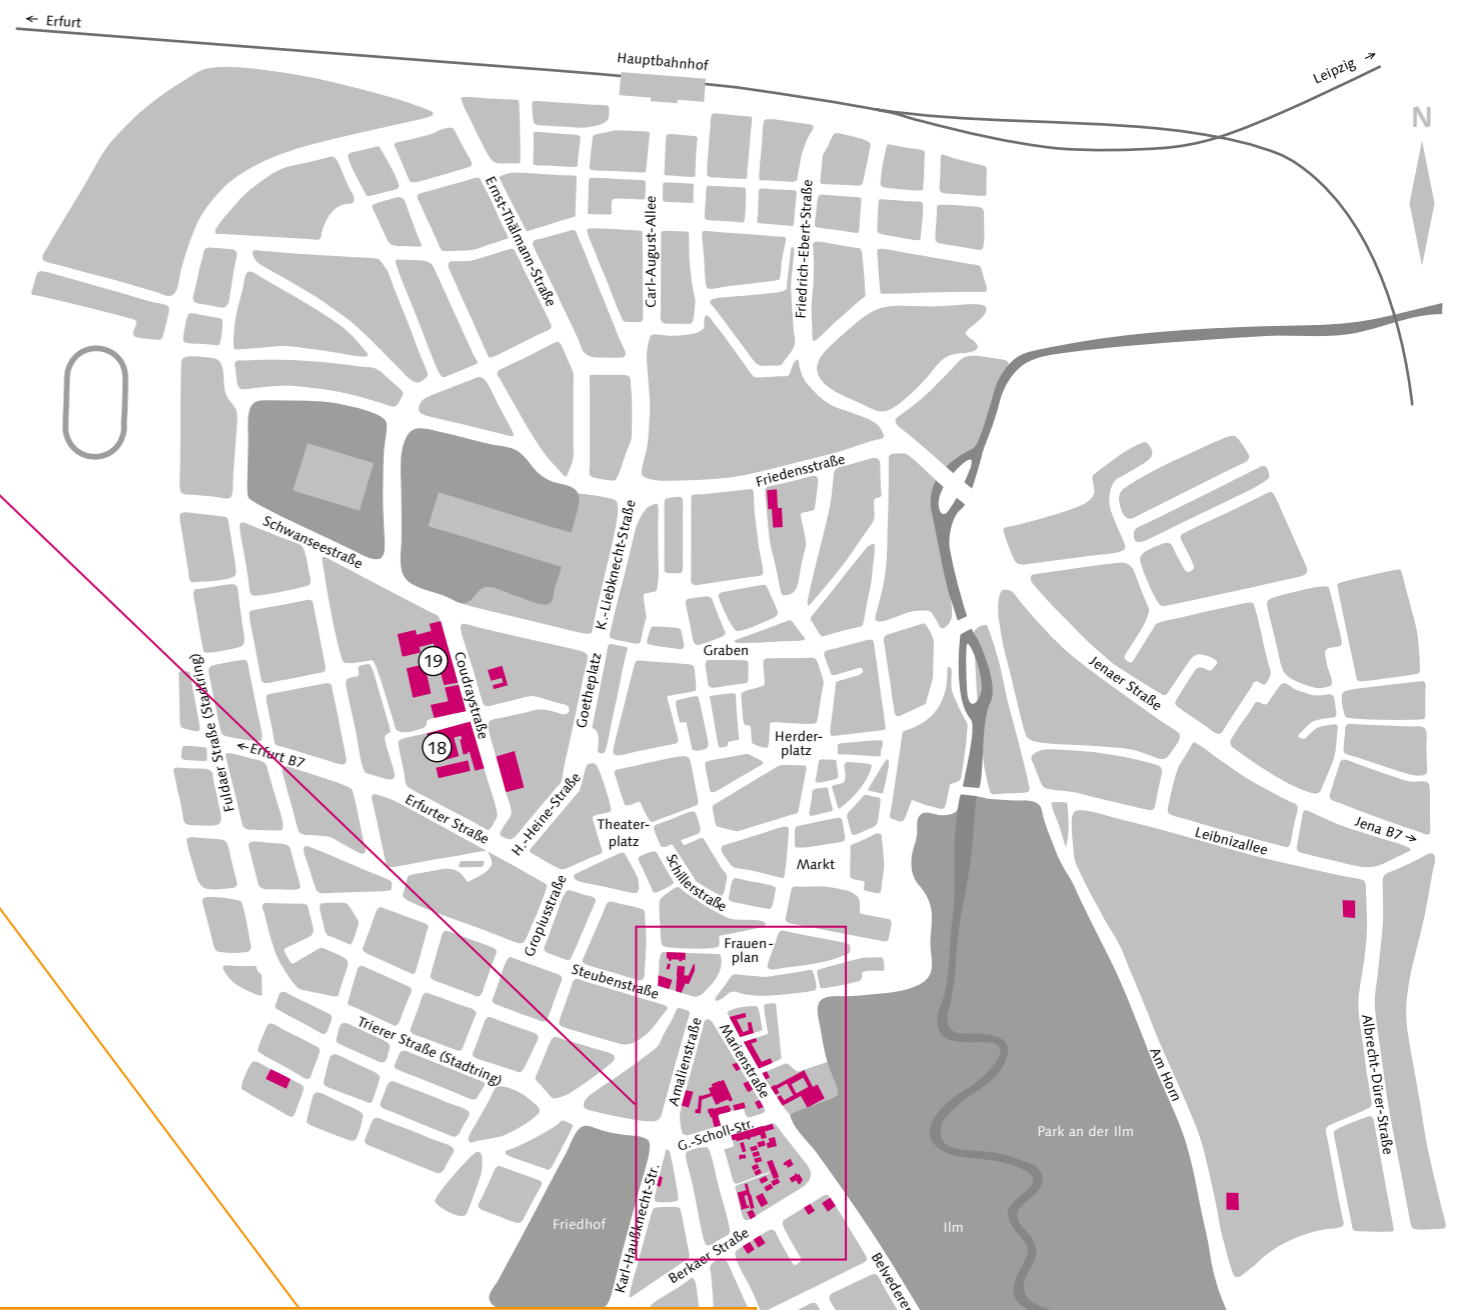 ← Erfurt
Hauptbahnhof
Leipzig →
N
Ernst-Thälmann-Straße
Carl-August-Allee
Friedrich-Ebert-Straße
Friedensstraße
Schwanseestraße
K.-Liebknecht-Straße
Graben
19
Coudraystraße
Goetheplatz
Jenaer Straße
Fuldaer Straße (Stadtring)
← Erfurt B7
18
Herder-
platz
Erfurter Straße
H.-Heine-Straße
Theater-
platz
Schillerstraße
Markt
Leibnizallee
Jena B7 →
Gropiusstraße
Frauen-
plan
Steubenstraße
Trierer Straße (Stadtring)
Amalienstraße
Marienstraße
Am Horn
Albrecht-Dürer-Straße
G.-Scholl-Str.
Park an der Ilm
Karl-Haußknecht-Str.
Friedhof
Ilm
Berkaer Straße
Belvederer